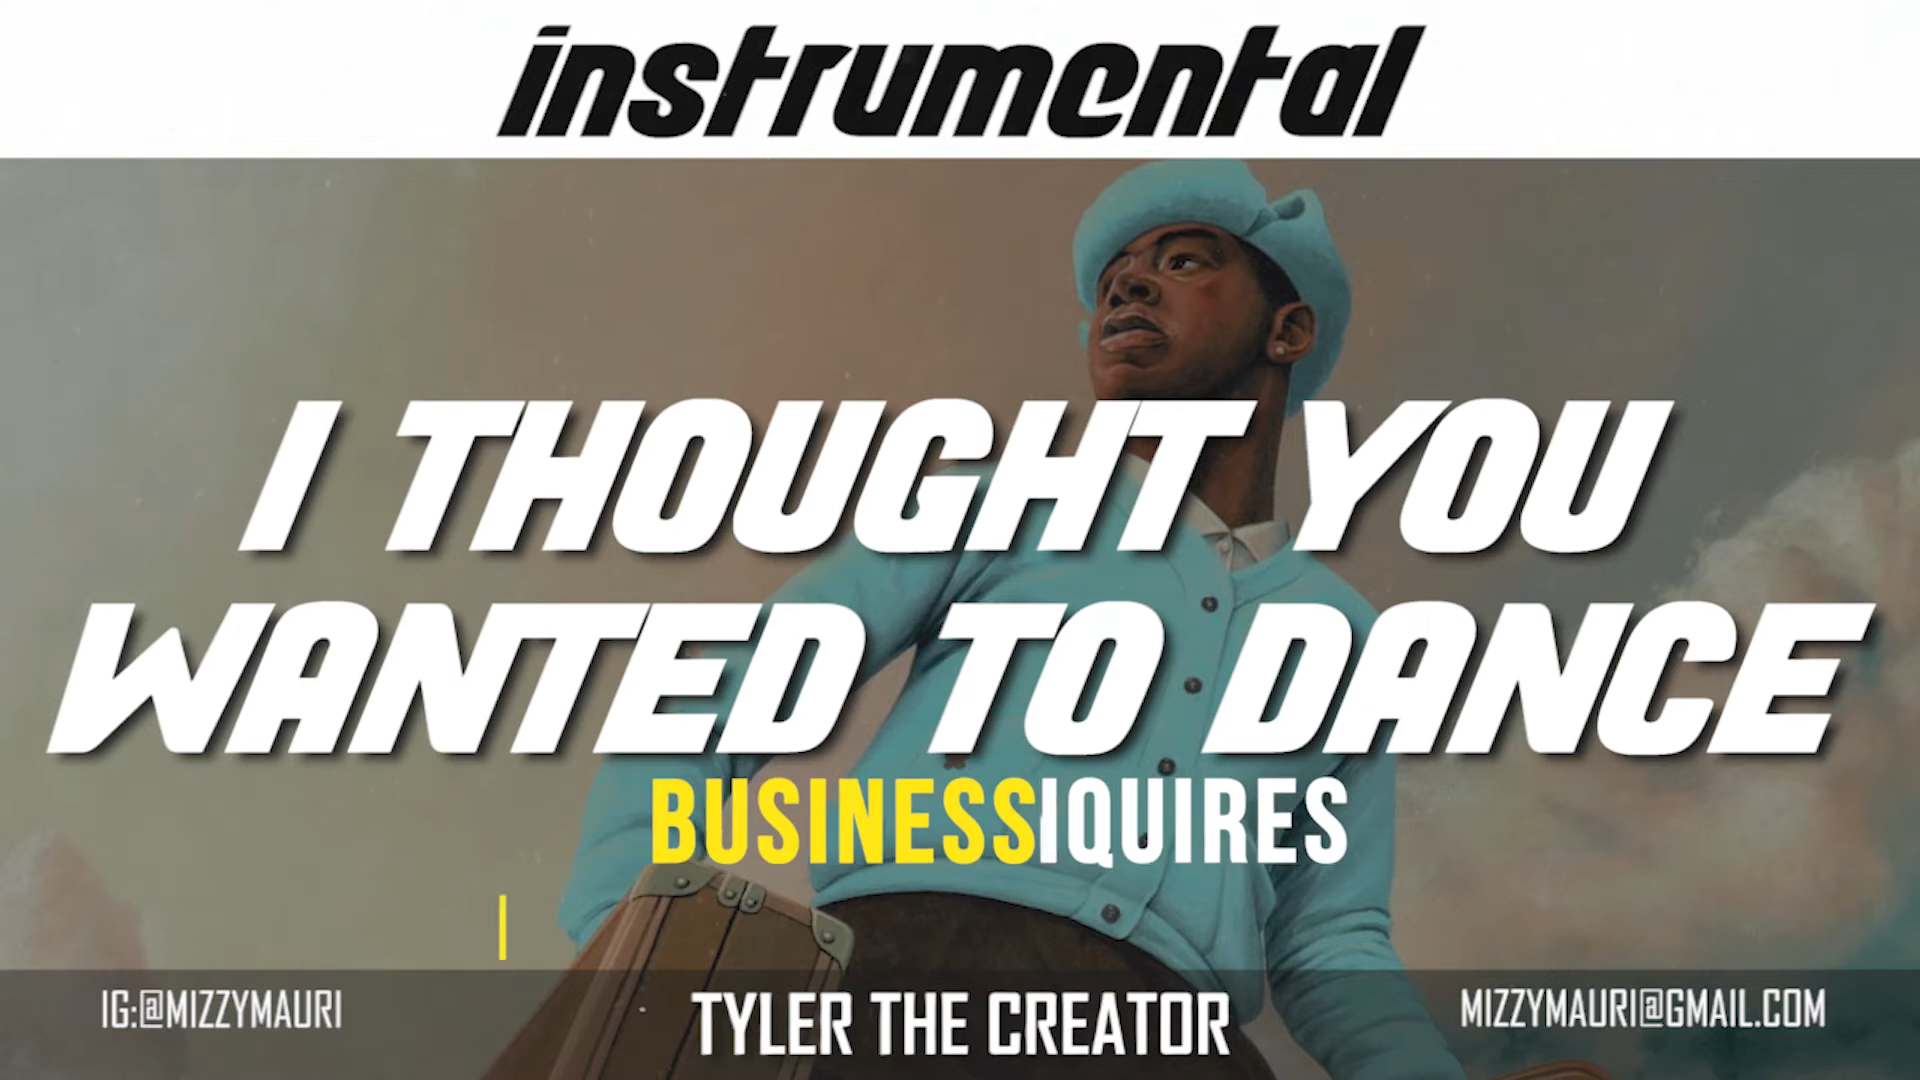 instrumental
I THOUGHT YOU
WANTED TO DANCE
BUSINESSIQUIRES
IG:@MIZZYMAURI
TYLER THE CREATOR
MIZZYMAURI@GMAIL.COM